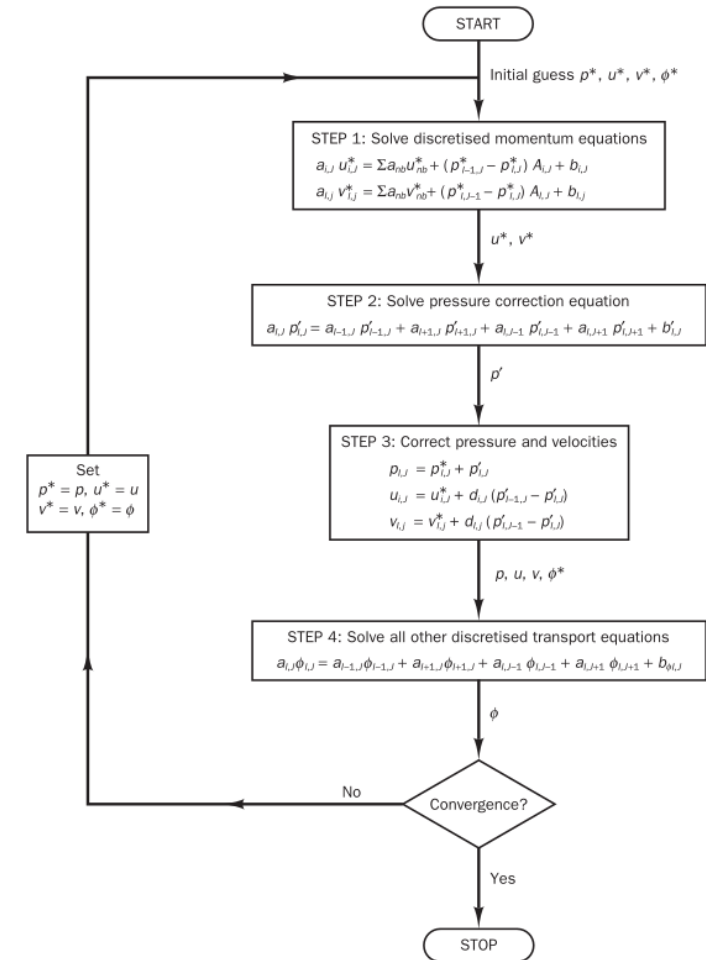 START
Initial guess p*, u*, v*, ϕ*
STEP 1: Solve discretised momentum equations
a_{i,J} u*_{i,J} = Σa_{nb}u*_{nb} + (p*_{I–1,J} – p*_{I,J}) A_{i,J} + b_{i,J}
a_{I,j} v*_{I,j} = Σa_{nb}v*_{nb} + (p*_{I,J–1} – p*_{I,J}) A_{I,j} + b_{I,j}
u*, v*
STEP 2: Solve pressure correction equation
a_{I,J} p′_{I,J} = a_{I–1,J} p′_{I–1,J} + a_{I+1,J} p′_{I+1,J} + a_{I,J–1} p′_{I,J–1} + a_{I,J+1} p′_{I,J+1} + b′_{I,J}
p′
STEP 3: Correct pressure and velocities
p_{I,J} = p*_{I,J} + p′_{I,J}
u_{i,J} = u*_{i,J} + d_{i,J} (p′_{I–1,J} – p′_{I,J})
v_{I,j} = v*_{I,j} + d_{I,j} (p′_{I,J–1} – p′_{I,J})
Set
p* = p, u* = u
v* = v, ϕ* = ϕ
p, u, v, ϕ*
STEP 4: Solve all other discretised transport equations
a_{I,J}ϕ_{I,J} = a_{I–1,J}ϕ_{I–1,J} + a_{I+1,J}ϕ_{I+1,J} + a_{I,J–1} ϕ_{I,J–1} + a_{I,J+1} ϕ_{I,J+1} + b_{ϕI,J}
ϕ
No
Convergence?
Yes
STOP